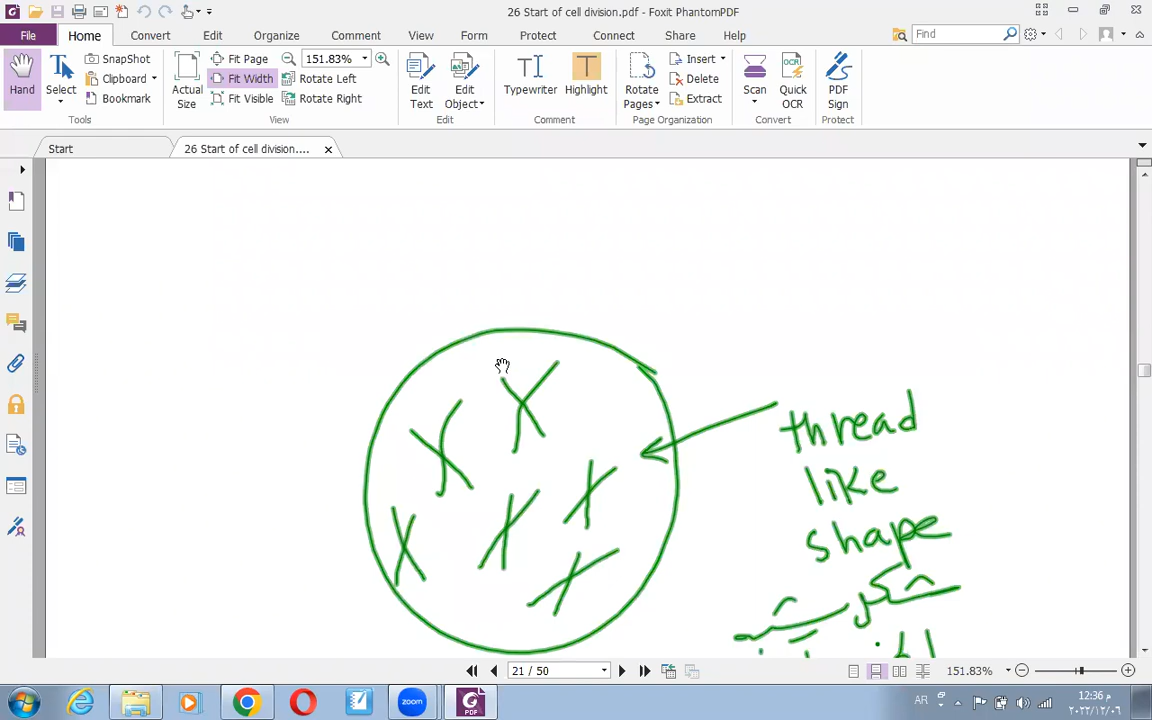 26 Start of cell division.pdf - Foxit PhantomPDF
File Home Convert Edit Organize Comment View Form Protect Connect Share Help Find
Hand
Select
SnapShot
Clipboard
Bookmark
Tools
Actual Size
Fit Page
Fit Width
Fit Visible
151.83%
Rotate Left
Rotate Right
View
Edit Text
Edit Object
Edit
Typewriter
Highlight
Comment
Rotate Pages
Insert
Delete
Extract
Page Organization
Scan
Quick OCR
Convert
PDF Sign
Protect
Start
26 Start of cell division....
thread
like
shape
21 / 50
151.83%
zoom
AR
12:36 م
٢٠٢٢/١٢/٠٦